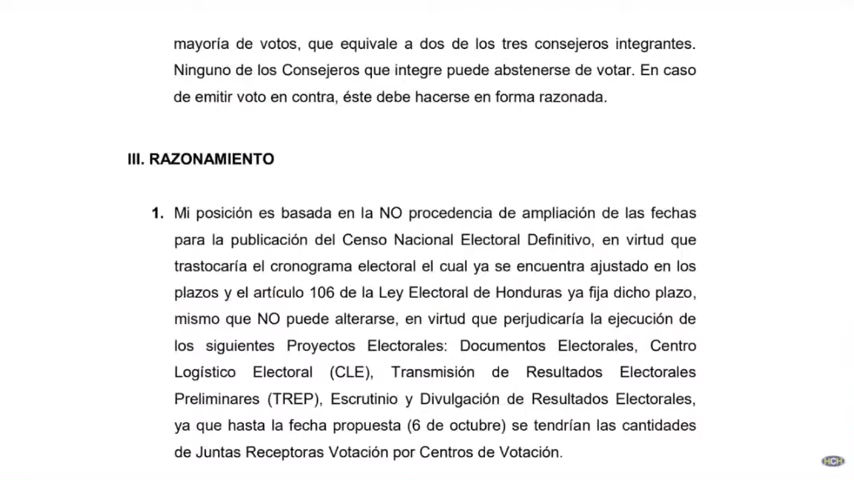 mayoría de votos, que equivale a dos de los tres consejeros integrantes.
Ninguno de los Consejeros que integre puede abstenerse de votar. En caso
de emitir voto en contra, éste debe hacerse en forma razonada.
III. RAZONAMIENTO
1. Mi posición es basada en la NO procedencia de ampliación de las fechas
para la publicación del Censo Nacional Electoral Definitivo, en virtud que
trastocaría el cronograma electoral el cual ya se encuentra ajustado en los
plazos y el artículo 106 de la Ley Electoral de Honduras ya fija dicho plazo,
mismo que NO puede alterarse, en virtud que perjudicaría la ejecución de
los siguientes Proyectos Electorales: Documentos Electorales, Centro
Logístico Electoral (CLE), Transmisión de Resultados Electorales
Preliminares (TREP), Escrutinio y Divulgación de Resultados Electorales,
ya que hasta la fecha propuesta (6 de octubre) se tendrían las cantidades
de Juntas Receptoras Votación por Centros de Votación.
HCH